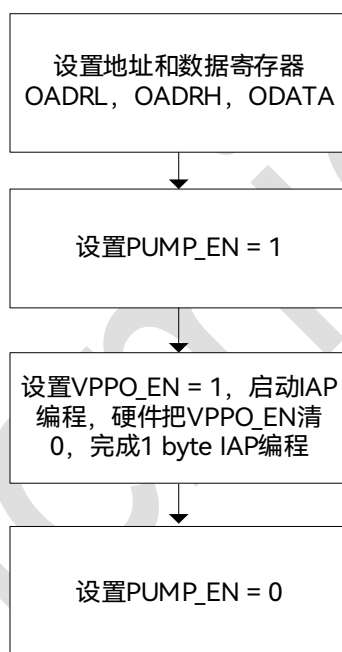 设置地址和数据寄存器
OADRL，OADRH，ODATA
设置PUMP_EN = 1
设置VPPO_EN = 1，启动IAP
编程，硬件把VPPO_EN清
0，完成1 byte IAP编程
设置PUMP_EN = 0